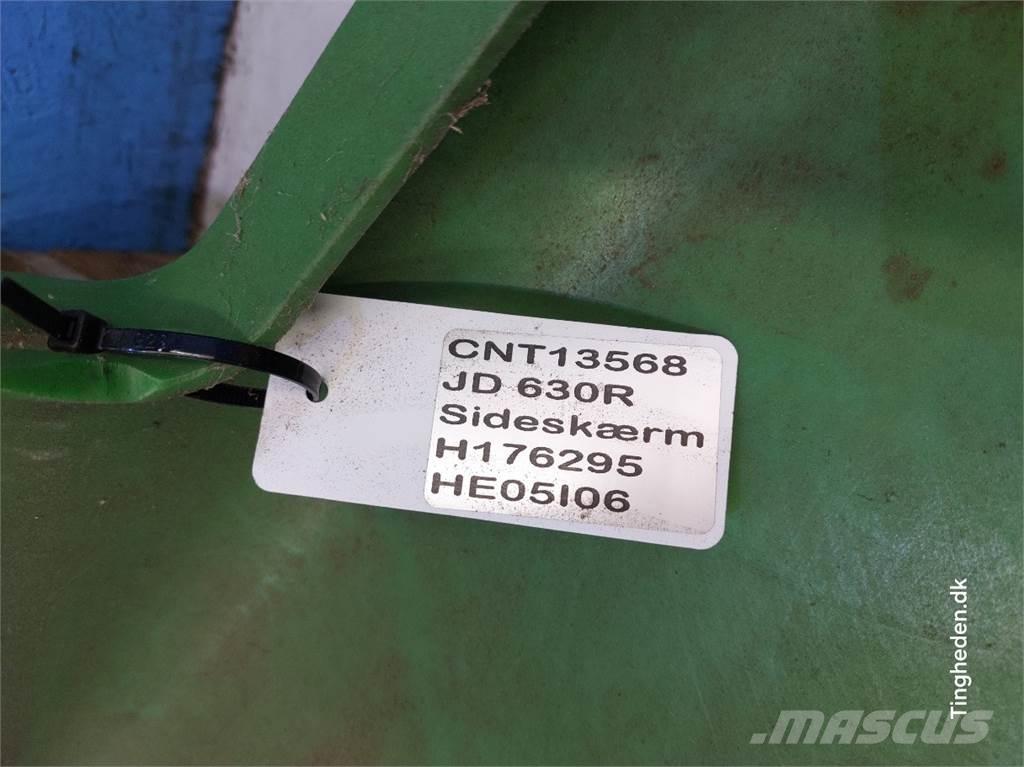 CNT13568
JD 630R
Sideskærm
H176295
HE05I06
Tingheden.dk
MASCUS